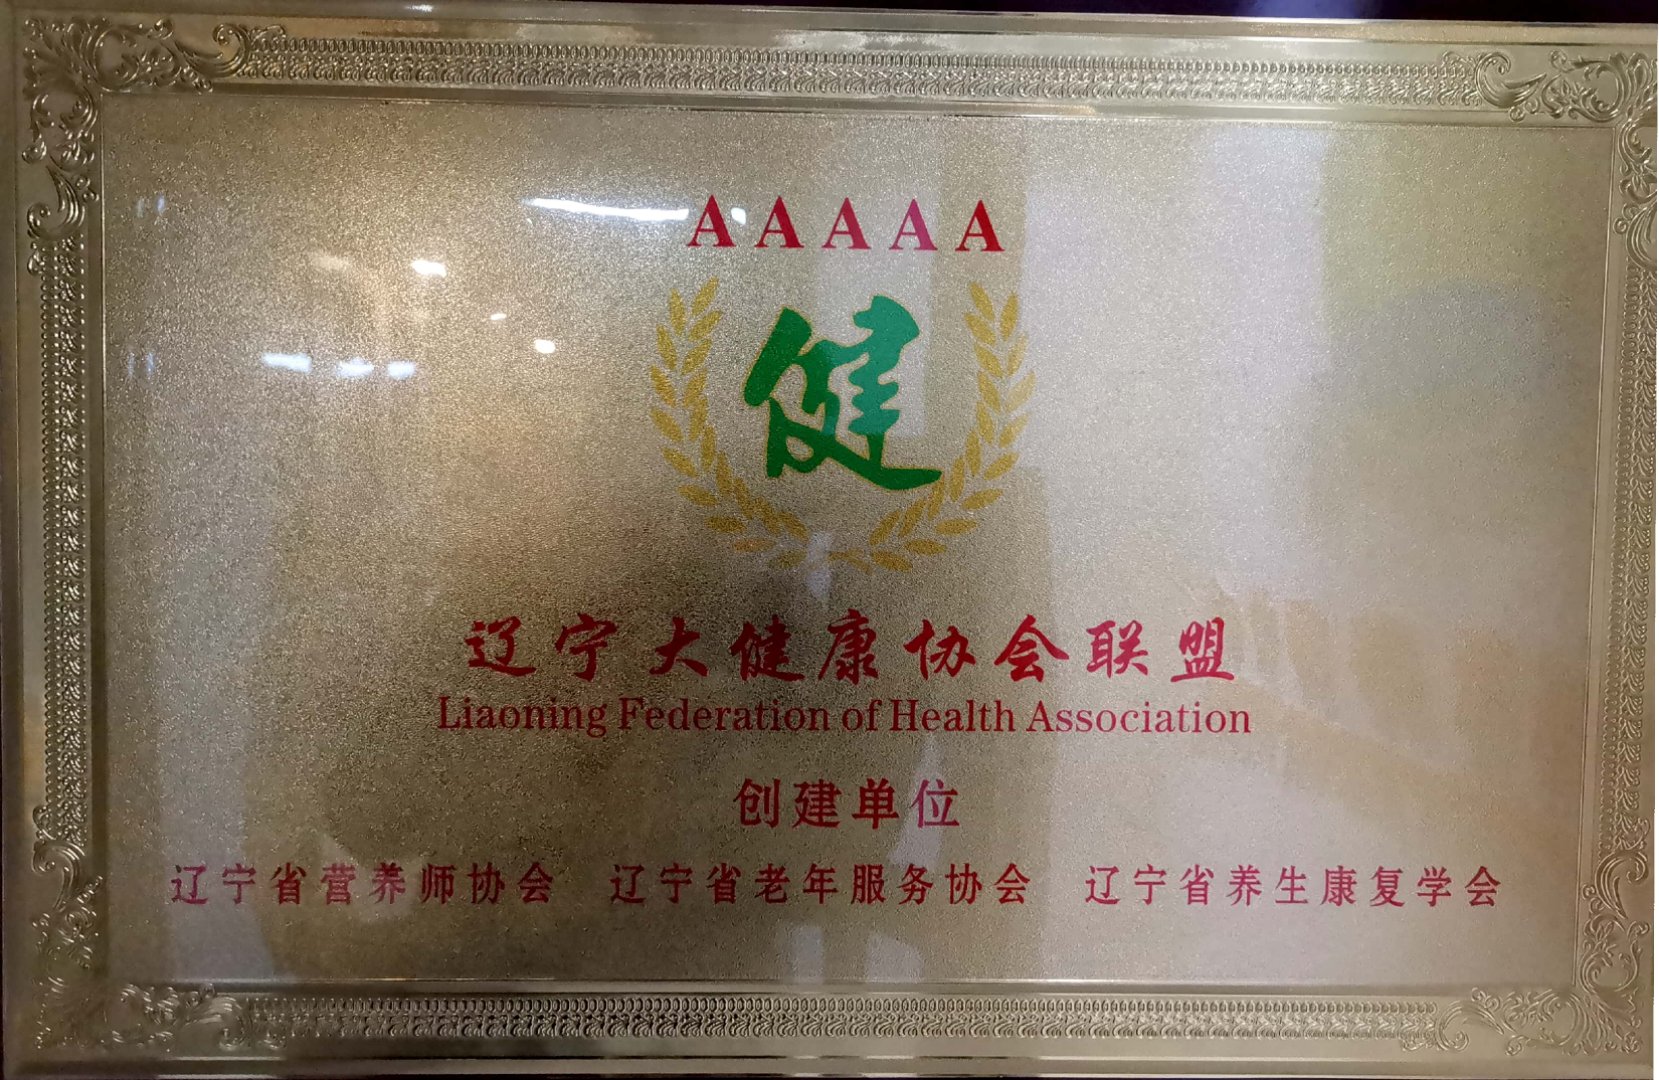 AAAAA
健
辽宁大健康协会联盟
Liaoning Federation of Health Association
创建单位
辽宁省营养师协会 辽宁省老年服务协会 辽宁省养生康复学会